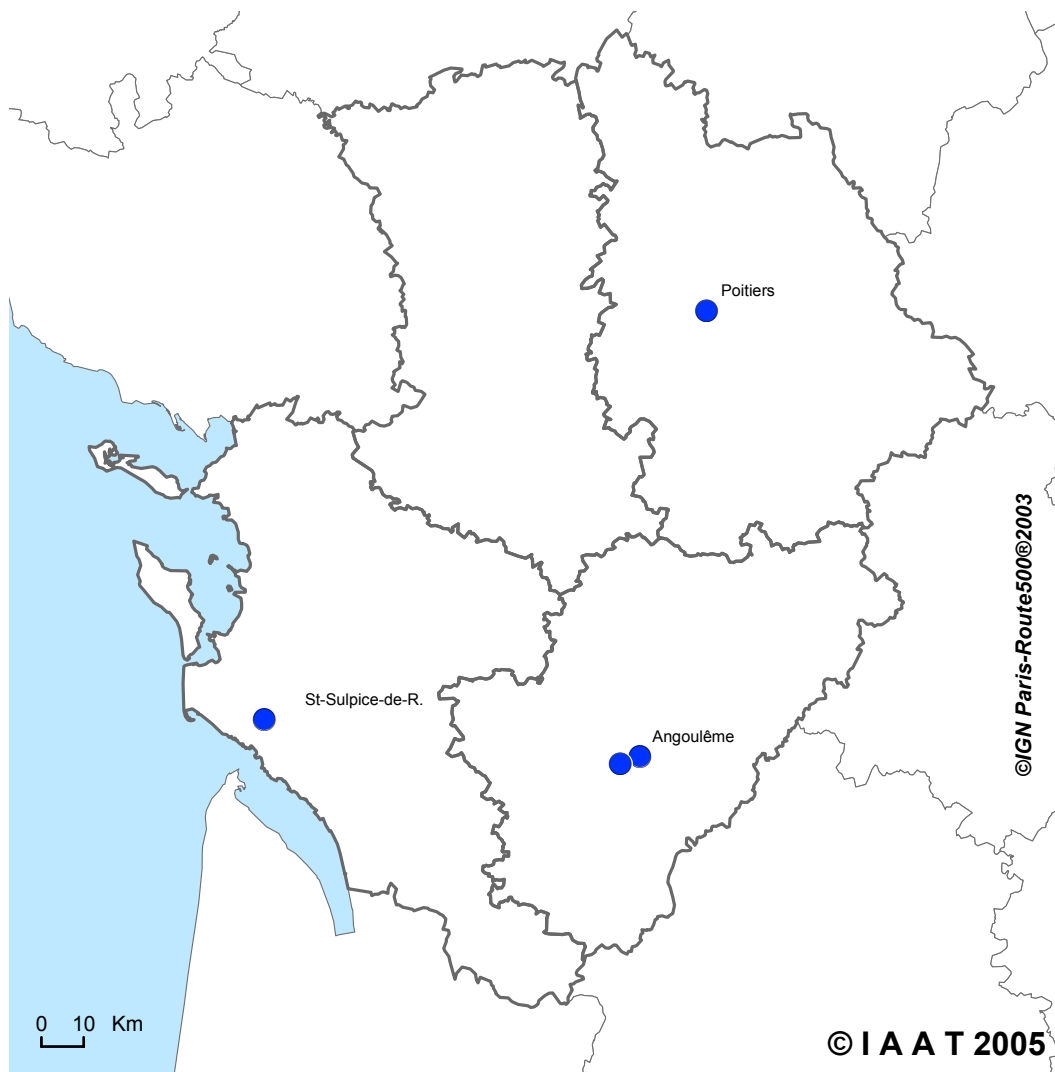 Poitiers
St-Sulpice-de-R.
Angoulême
©IGN Paris-Route500®2003
0 10 Km
© I A A T 2005